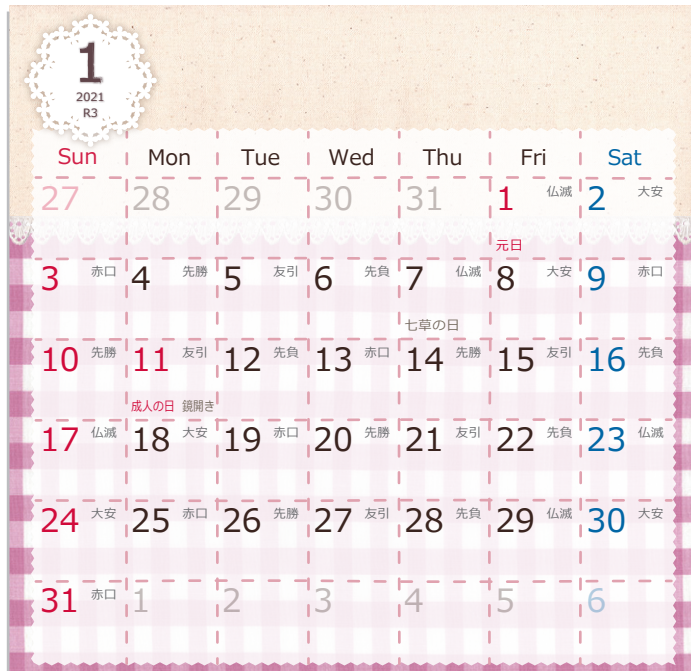 1
2021
R3
Sun Mon Tue Wed Thu Fri Sat
27 28 29 30 31 1 仏滅 2 大安
元日
3 赤口 4 先勝 5 友引 6 先負 7 仏滅 8 大安 9 赤口
七草の日
10 先勝 11 友引 12 先負 13 赤口 14 先勝 15 友引 16 先負
成人の日 鏡開き
17 仏滅 18 大安 19 赤口 20 先勝 21 友引 22 先負 23 仏滅
24 大安 25 赤口 26 先勝 27 友引 28 先負 29 仏滅 30 大安
31 赤口 1 2 3 4 5 6